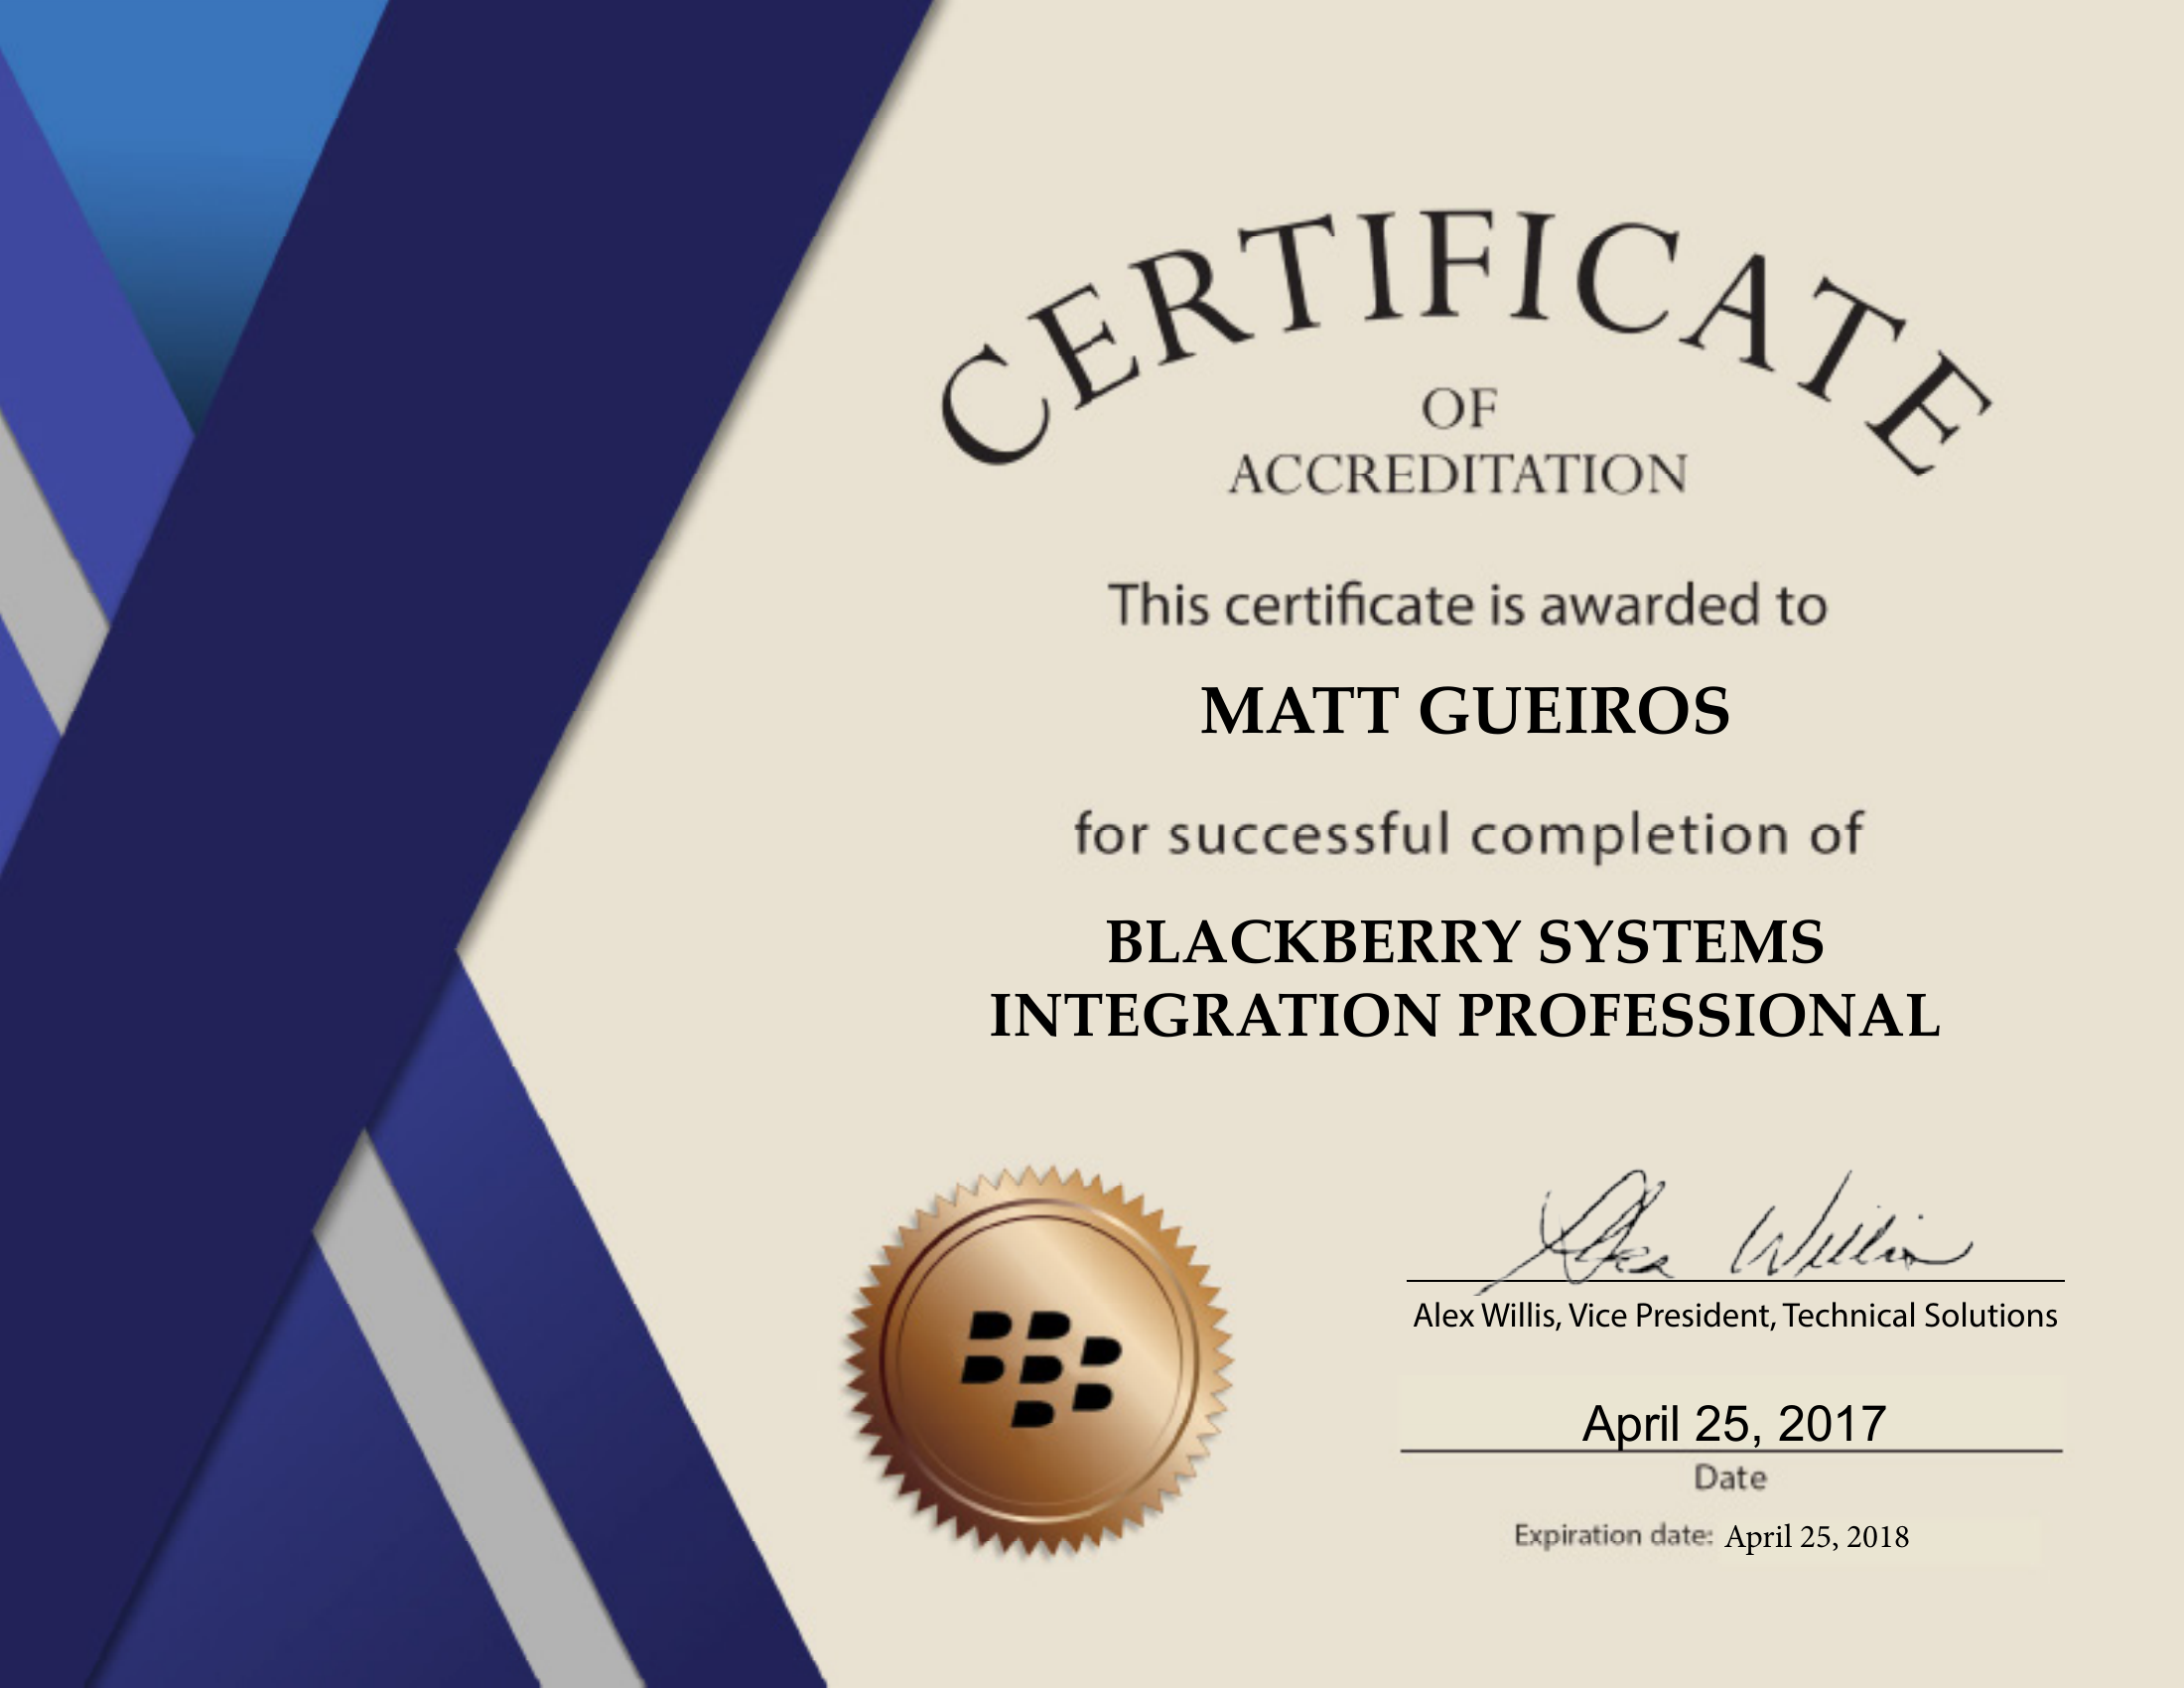 CERTIFICATE
OF
ACCREDITATION
This certificate is awarded to
MATT GUEIROS
for successful completion of
BLACKBERRY SYSTEMS
INTEGRATION PROFESSIONAL
Alex Willis
Alex Willis, Vice President, Technical Solutions
April 25, 2017
Date
Expiration date: April 25, 2018